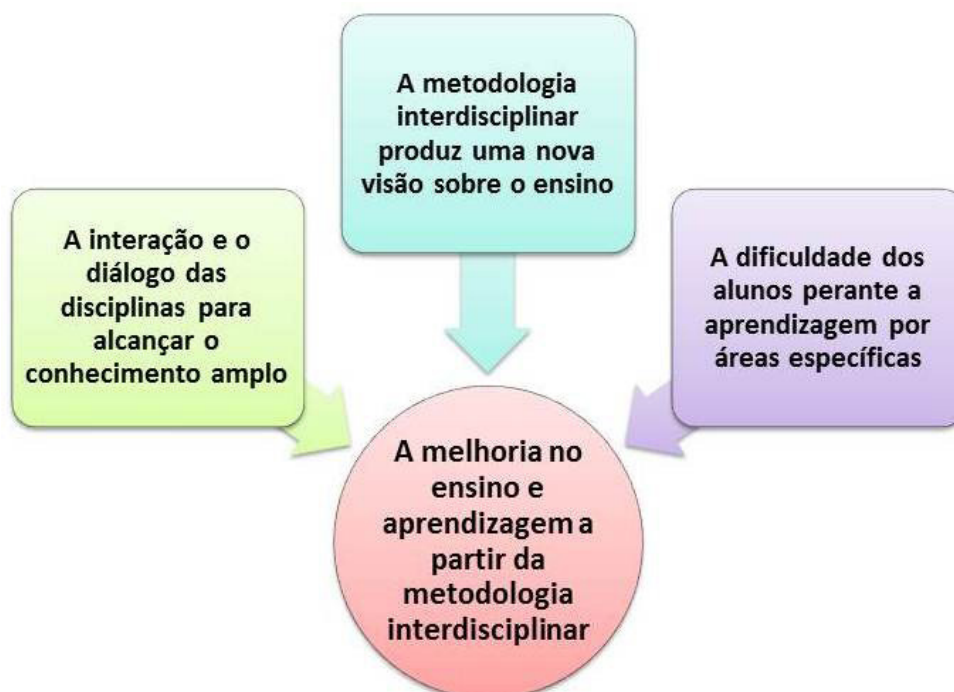 A metodologia
interdisciplinar
produz uma nova
visão sobre o ensino
A interação e o
diálogo das
disciplinas para
alcançar o
conhecimento amplo
A dificuldade dos
alunos perante a
aprendizagem por
áreas específicas
A melhoria no
ensino e
aprendizagem a
partir da
metodologia
interdisciplinar